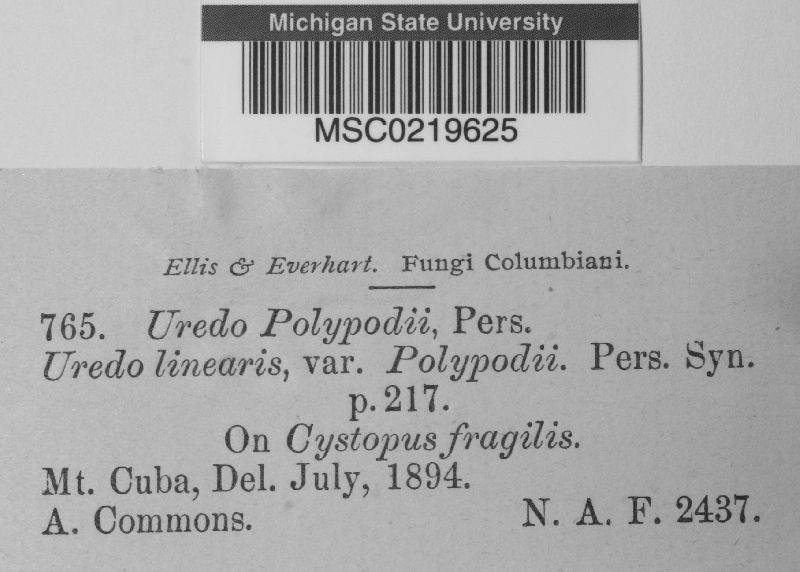 Michigan State University
MSC0219625
Ellis & Everhart. Fungi Columbiani.
765. Uredo Polypodii, Pers.
Uredo linearis, var. Polypodii. Pers. Syn.
p. 217.
On Cystopus fragilis.
Mt. Cuba, Del. July, 1894.
A. Commons. N. A. F. 2437.